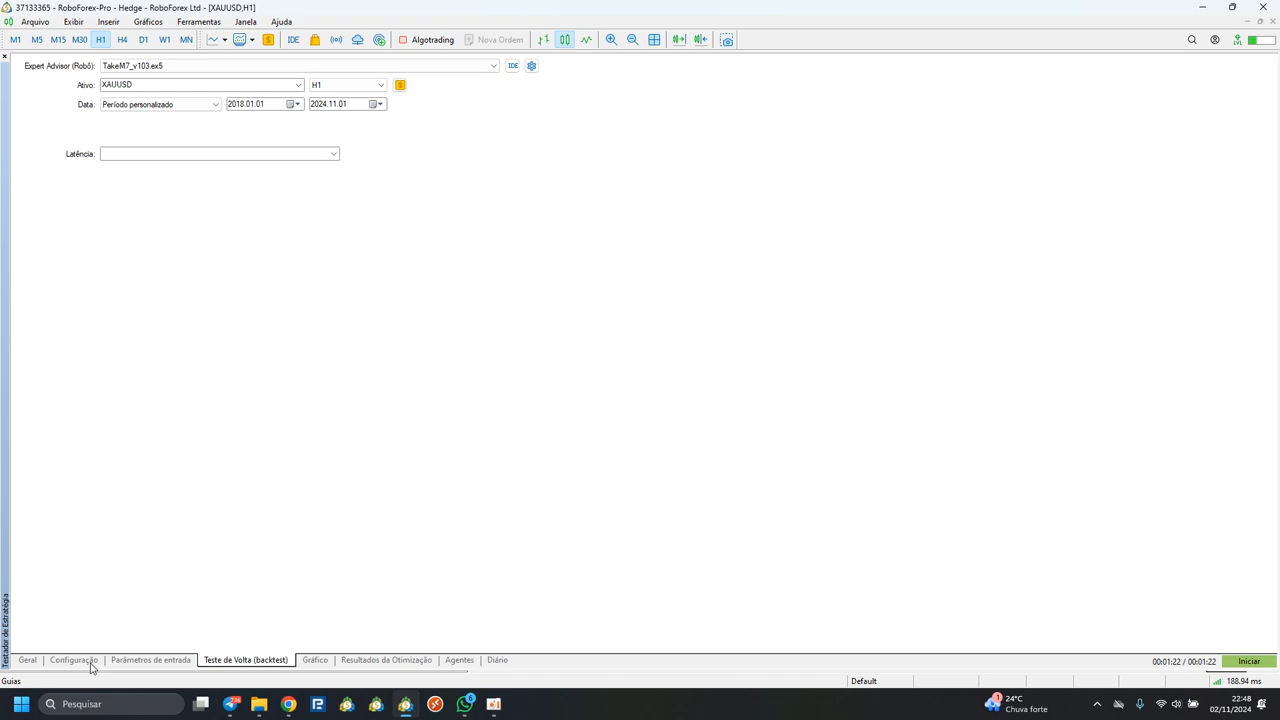 37133365 - RoboForex-Pro - Hedge - RoboForex Ltd - [XAUUSD,H1]
Arquivo Exibir Inserir Gráficos Ferramentas Janela Ajuda
M1 M5 M15 M30 H1 H4 D1 W1 MN IDE Algotrading Nova Ordem LVL
Expert Advisor (Robô): TakeM7_v103.ex5 IDE
Ativo: XAUUSD H1 $
Data: Período personalizado 2018.01.01 2024.11.01
Latência:
Testador de Estratégia
Geral Configuração Parâmetros de entrada Teste de Volta (backtest) Gráfico Resultados da Otimização Agentes Diário 00:01:22 / 00:01:22 Iniciar
Guias Default 188.94 ms
Pesquisar 234 6 1 24°C 22:48
Chuva forte 02/11/2024